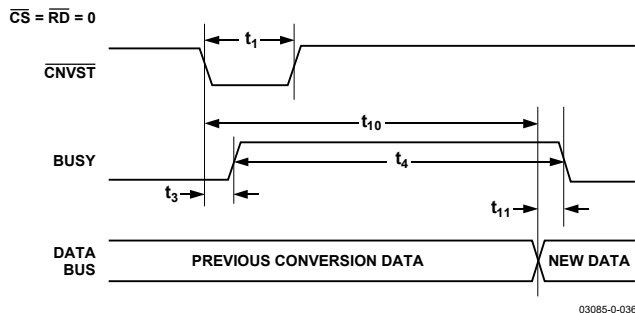 CS = RD = 0
t1
CNVST
t10
BUSY
t4
t3
t11
DATA
BUS
PREVIOUS CONVERSION DATA
NEW DATA
03085-0-036